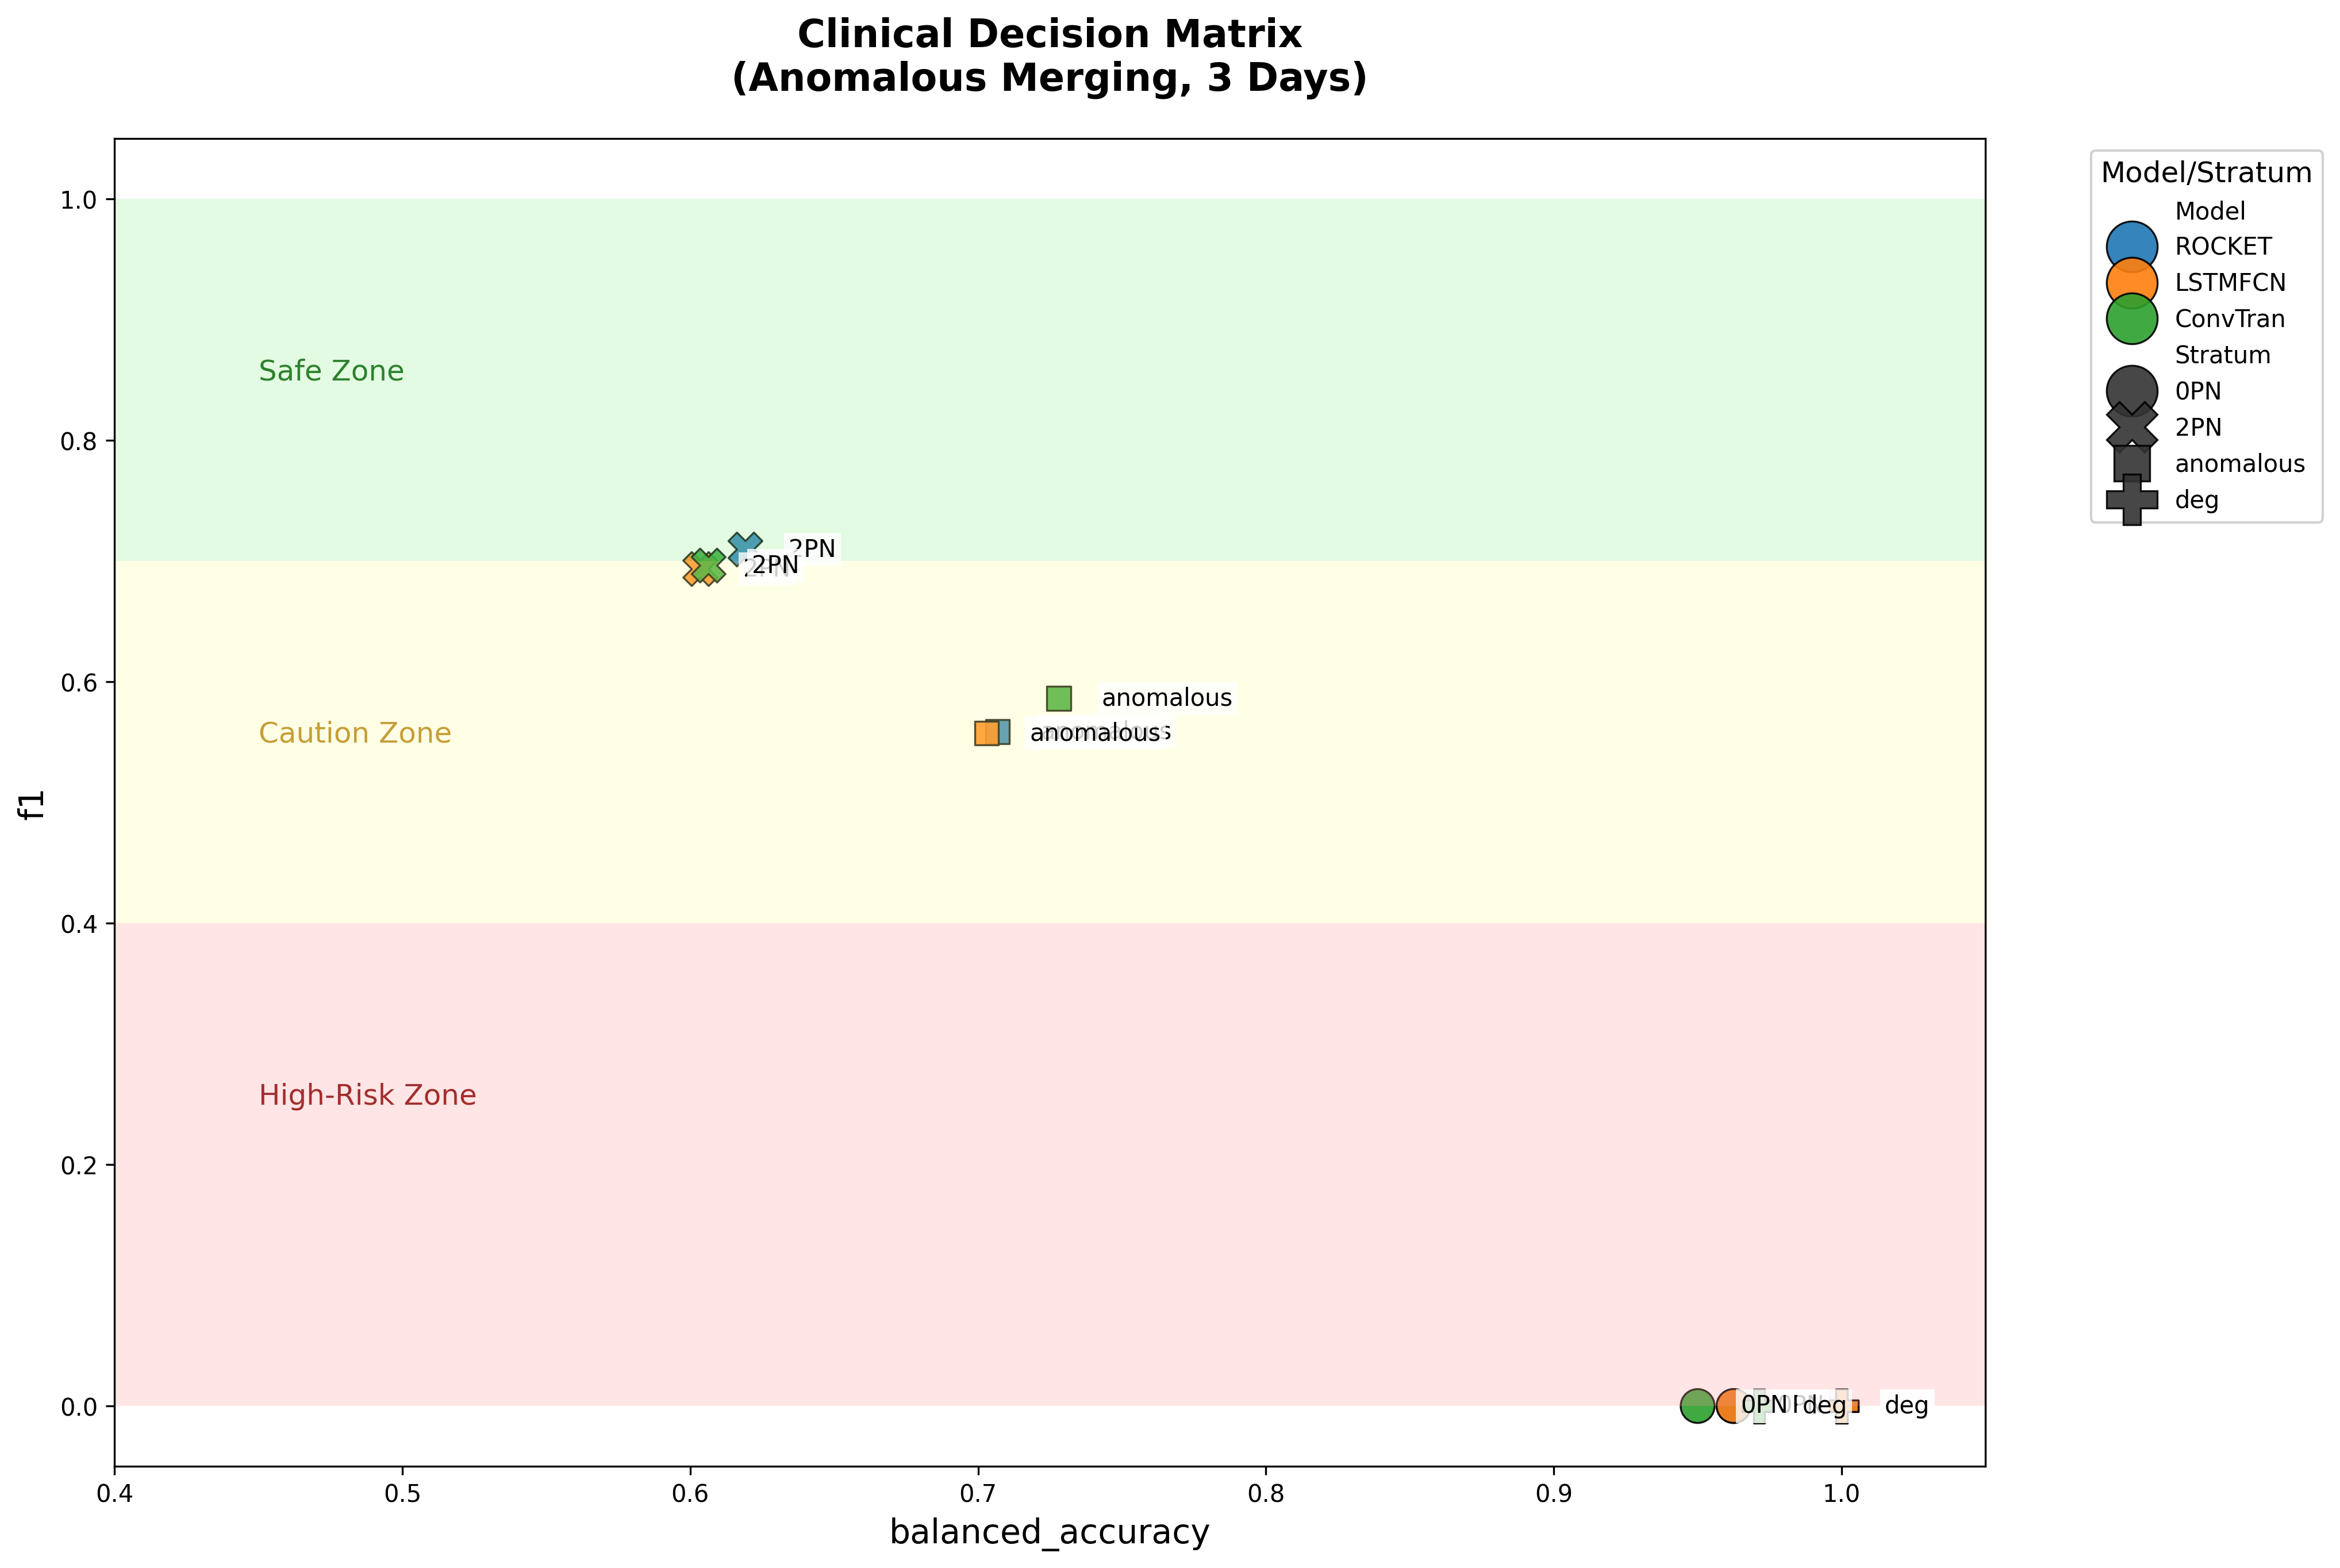 Clinical Decision Matrix
(Anomalous Merging, 3 Days)
f1
1.0
0.8
0.6
0.4
0.2
0.0
Safe Zone
Caution Zone
High-Risk Zone
2PN
2PN
2PN
anomalous
anomalous
0PN
0PN
deg
deg
0.4
0.5
0.6
0.7
0.8
0.9
1.0
balanced_accuracy
Model/Stratum
Model
ROCKET
LSTMFCN
ConvTran
Stratum
0PN
2PN
anomalous
deg